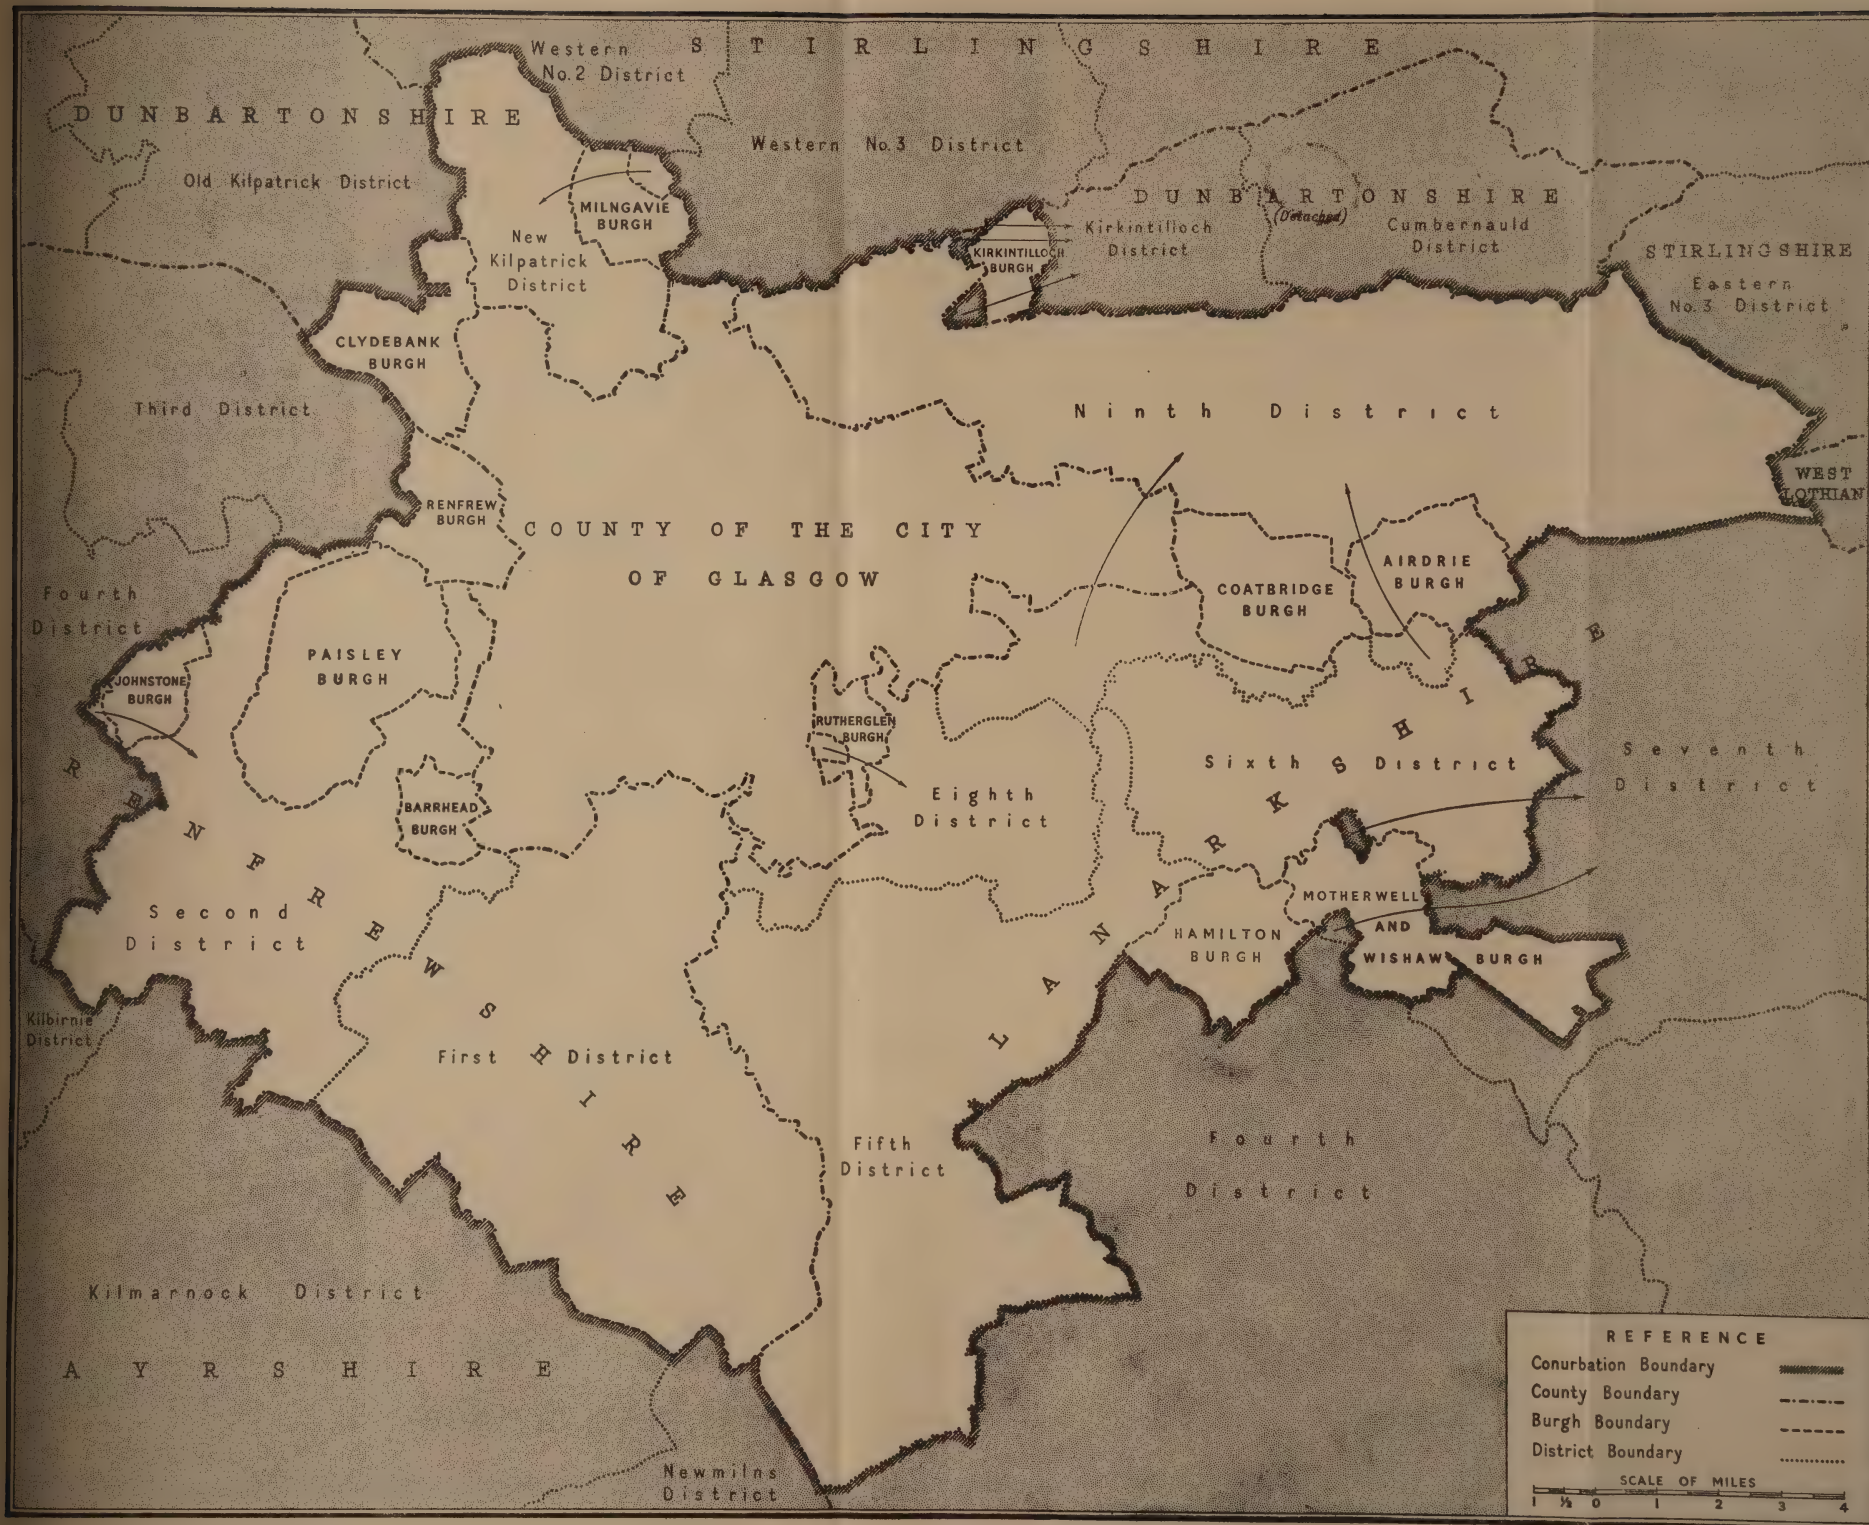 STIRLINGSHIRE
Western
No.2 District
DUNBARTONSHIRE
Western No.3 District
Old Kilpatrick District
MILNGAVIE
BURGH
New
Kilpatrick
District
DUNBARTONSHIRE
(Detached)
Kirkintilloch
District
Cumbernauld
District
KIRKINTILLOCH
BURGH
STIRLINGSHIRE
Eastern
No.3 District
CLYDEBANK
BURGH
Third District
Ninth District
WEST
LOTHIAN
RENFREW
BURGH
COUNTY OF THE CITY
OF GLASGOW
AIRDRIE
BURGH
COATBRIDGE
BURGH
Fourth
District
PAISLEY
BURGH
JOHNSTONE
BURGH
RUTHERGLEN
BURGH
Sixth District
Seventh
District
Eighth
District
BARRHEAD
BURGH
RENFREWSHIRE
LANARKSHIRE
Second
District
MOTHERWELL
AND
WISHAW BURGH
HAMILTON
BURGH
Kilbirnie
District
First District
Fifth
District
Fourth
District
Kilmarnock District
AYRSHIRE
Newmilns
District
REFERENCE
Conurbation Boundary
County Boundary
Burgh Boundary
District Boundary
SCALE OF MILES
1 ½ 0 1 2 3 4